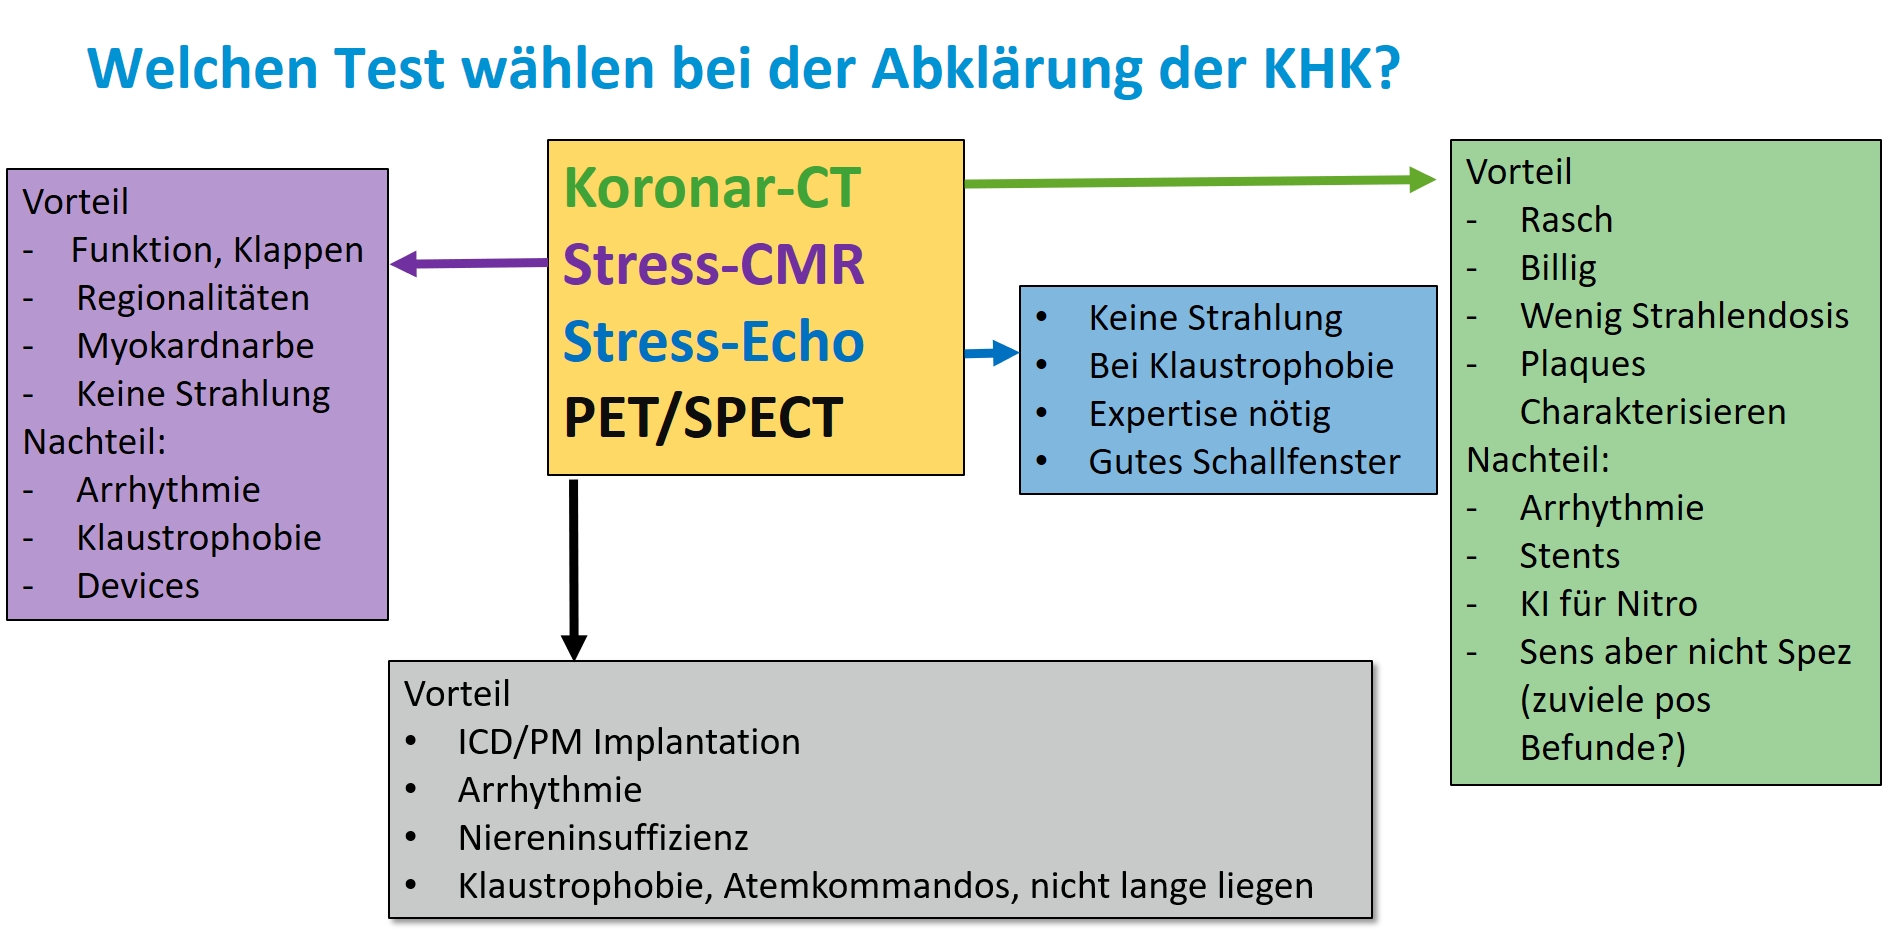 Welchen Test wählen bei der Abklärung der KHK?
Koronar-CT
Stress-CMR
Stress-Echo
PET/SPECT
Vorteil
- Funktion, Klappen
- Regionalitäten
- Myokardnarbe
- Keine Strahlung
Nachteil:
- Arrhythmie
- Klaustrophobie
- Devices
• Keine Strahlung
• Bei Klaustrophobie
• Expertise nötig
• Gutes Schallfenster
Vorteil
- Rasch
- Billig
- Wenig Strahlendosis
- Plaques
Charakterisieren
Nachteil:
- Arrhythmie
- Stents
- KI für Nitro
- Sens aber nicht Spez
(zuviele pos
Befunde?)
Vorteil
• ICD/PM Implantation
• Arrhythmie
• Niereninsuffizienz
• Klaustrophobie, Atemkommandos, nicht lange liegen